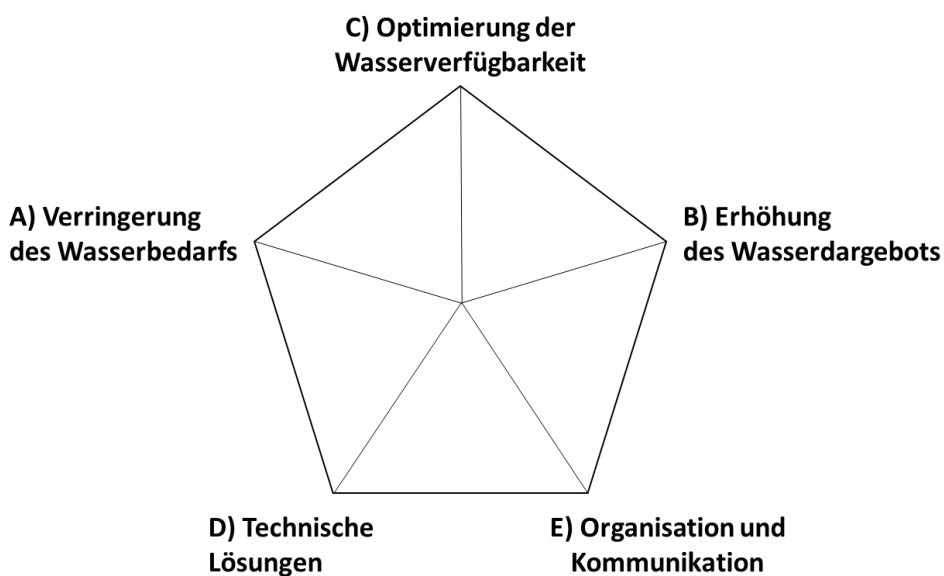 C) Optimierung der
Wasserverfügbarkeit
A) Verringerung
des Wasserbedarfs
B) Erhöhung
des Wasserdargebots
D) Technische
Lösungen
E) Organisation und
Kommunikation